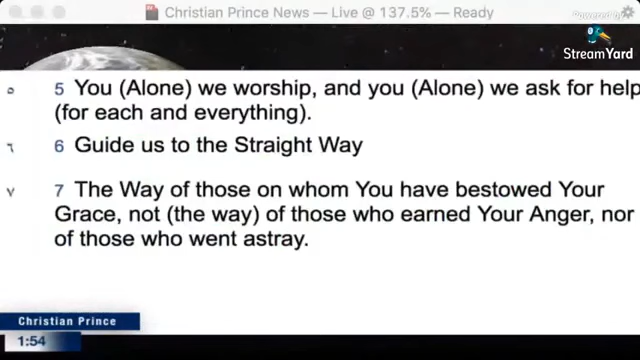 Christian Prince News – Live @ 137.5% – Ready
Powered by
StreamYard
٥ 5 You (Alone) we worship, and you (Alone) we ask for help
(for each and everything).
٦ 6 Guide us to the Straight Way
٧ 7 The Way of those on whom You have bestowed Your
Grace, not (the way) of those who earned Your Anger, nor
of those who went astray.
Christian Prince
1:54